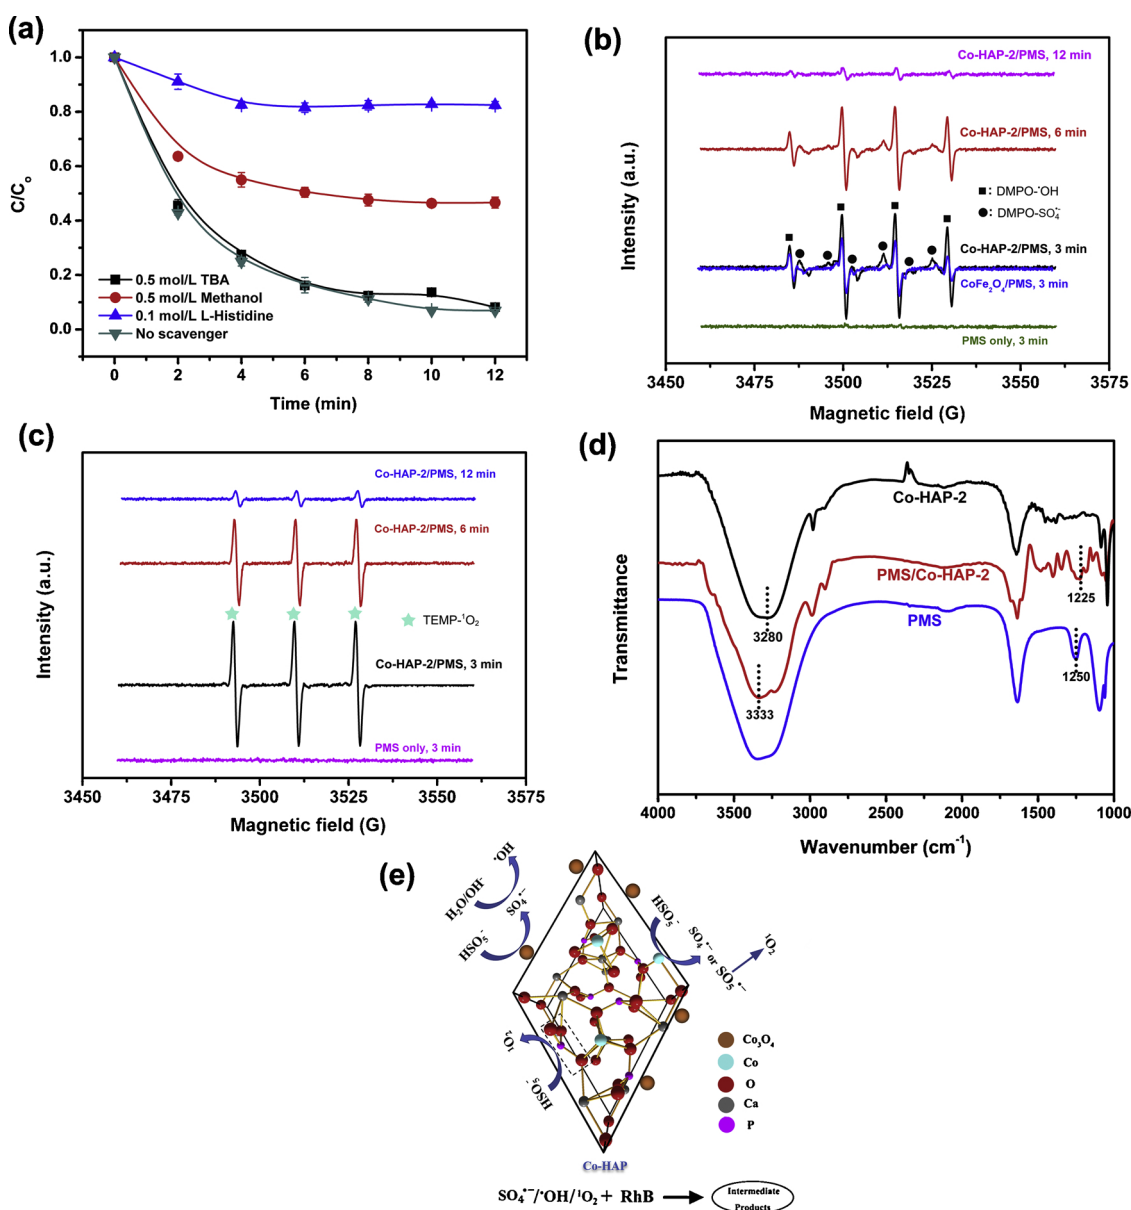 (a)
1.0
0.8
0.6
0.4
0.2
0.0
C/C₀
0.5 mol/L TBA
0.5 mol/L Methanol
0.1 mol/L L-Histidine
No scavenger
0 2 4 6 8 10 12
Time (min)
(b)
Intensity (a.u.)
Co-HAP-2/PMS, 12 min
Co-HAP-2/PMS, 6 min
■: DMPO-•OH
●: DMPO-SO₄•⁻
Co-HAP-2/PMS, 3 min
CoFe₂O₄/PMS, 3 min
PMS only, 3 min
3450 3475 3500 3525 3550 3575
Magnetic field (G)
(c)
Intensity (a.u.)
Co-HAP-2/PMS, 12 min
Co-HAP-2/PMS, 6 min
TEMP-¹O₂
Co-HAP-2/PMS, 3 min
PMS only, 3 min
3450 3475 3500 3525 3550 3575
Magnetic field (G)
(d)
Transmittance
Co-HAP-2
PMS/Co-HAP-2
1225
PMS
3280
1250
3333
4000 3500 3000 2500 2000 1500 1000
Wavenumber (cm⁻¹)
(e)
•OH
H₂O/OH⁻
SO₄•⁻
HSO₅⁻
HSO₅⁻
SO₄•⁻ or SO₅•⁻
¹O₂
¹O₂
HSO₅⁻
Co₃O₄
Co
O
Ca
P
Co-HAP
SO₄•⁻/•OH/¹O₂ + RhB
Intermediate
Products